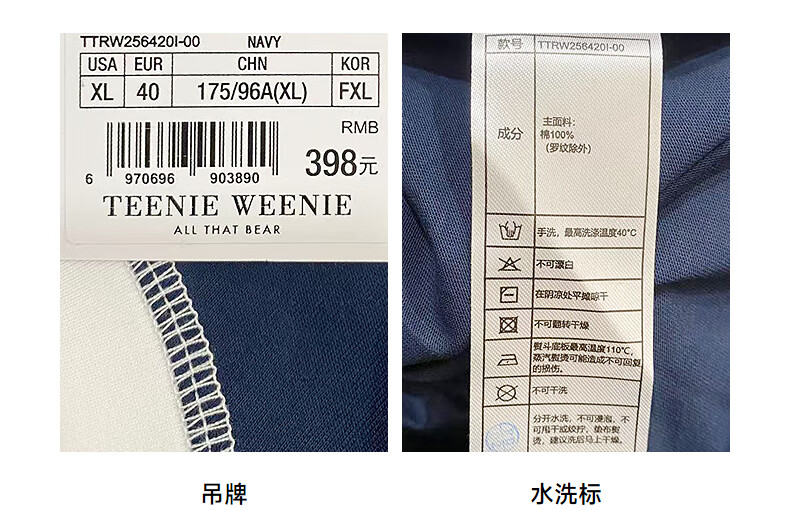 TTRW256420I-00 NAVY
USA EUR CHN KOR
XL 40 175/96A(XL) FXL
RMB
398元
6 970696 903890
TEENIE WEENIE
ALL THAT BEAR
款号 TTRW256420I-00
成分
主面料：
棉100%
（罗纹除外）
手洗，最高洗涤温度40°C
不可漂白
在阴凉处平摊晾干
不可翻转干燥
熨斗底板最高温度110℃，
蒸汽熨烫可能造成不可回复
的损伤。
不可干洗
分开水洗，不可浸泡，不
可甩干或绞拧，垫布熨
烫，建议洗后马上干燥。
吊牌
水洗标